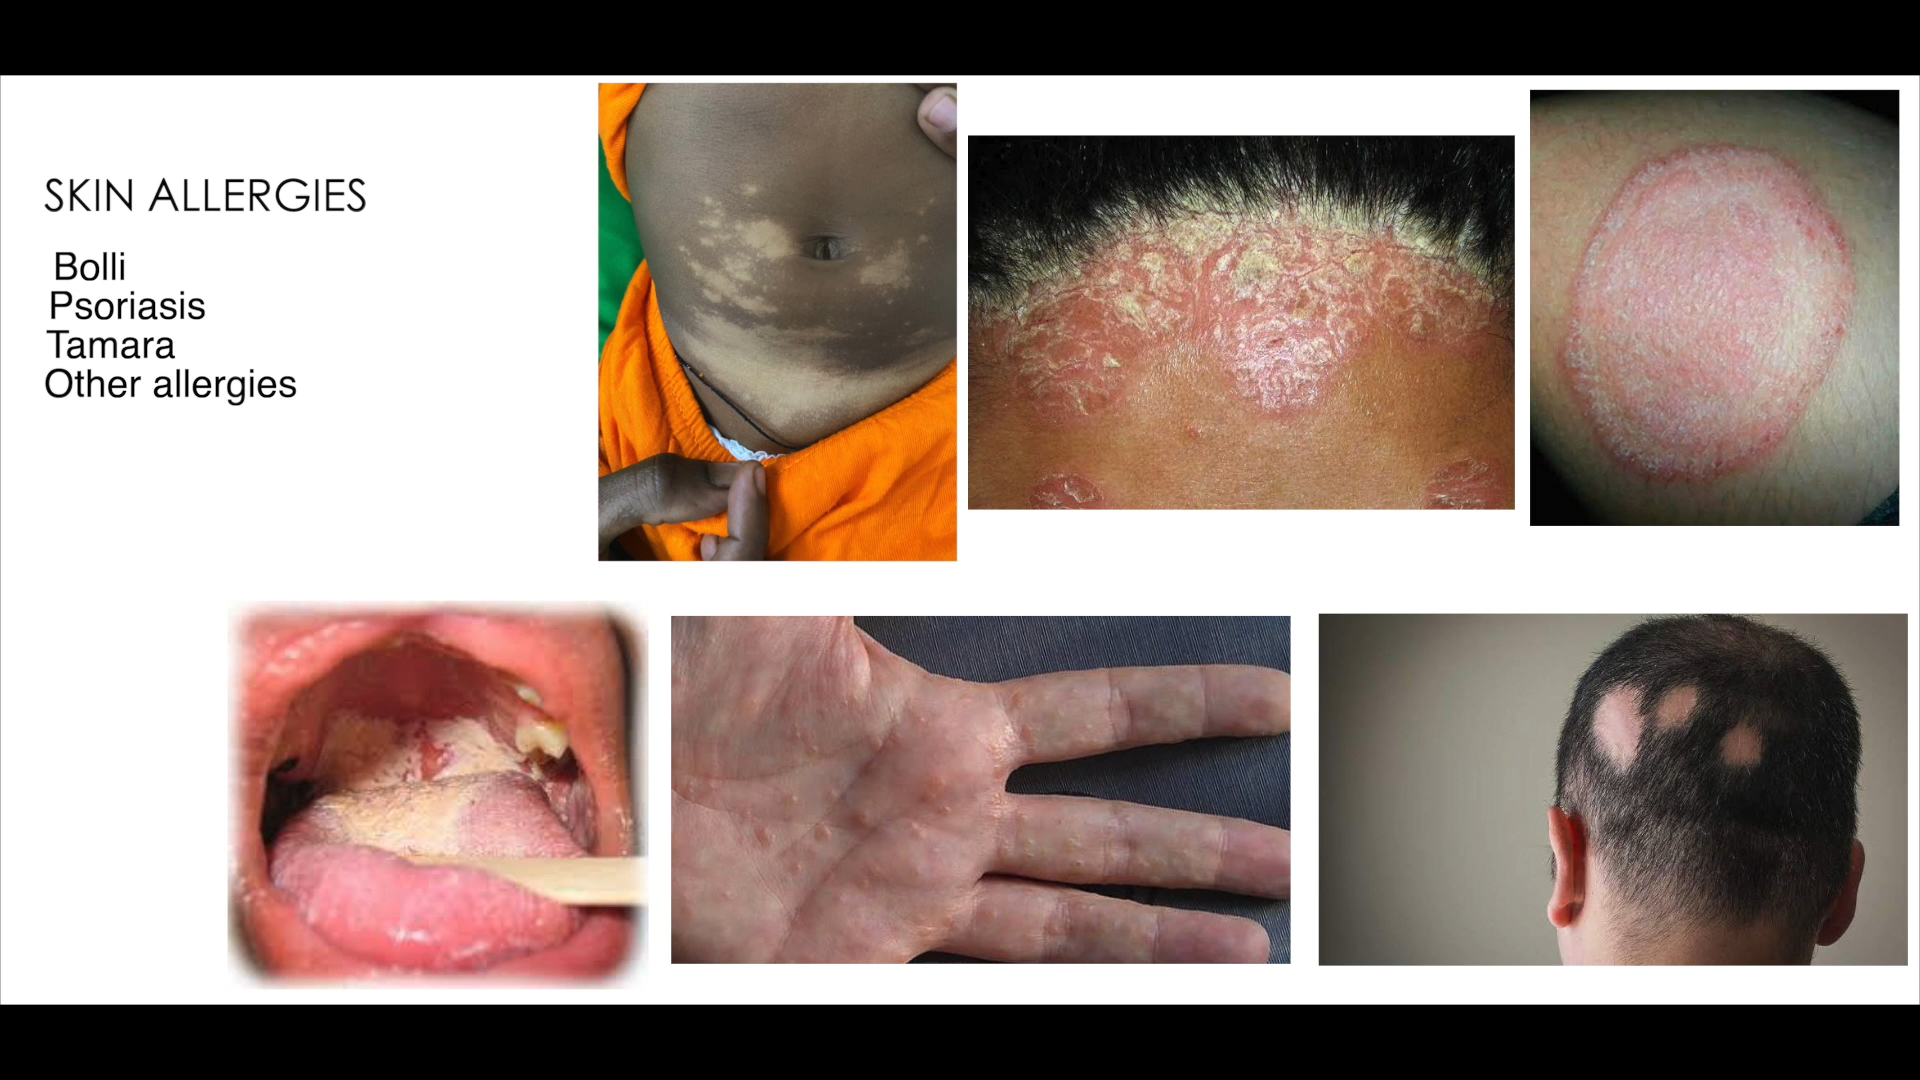 SKIN ALLERGIES
Bolli
Psoriasis
Tamara
Other allergies